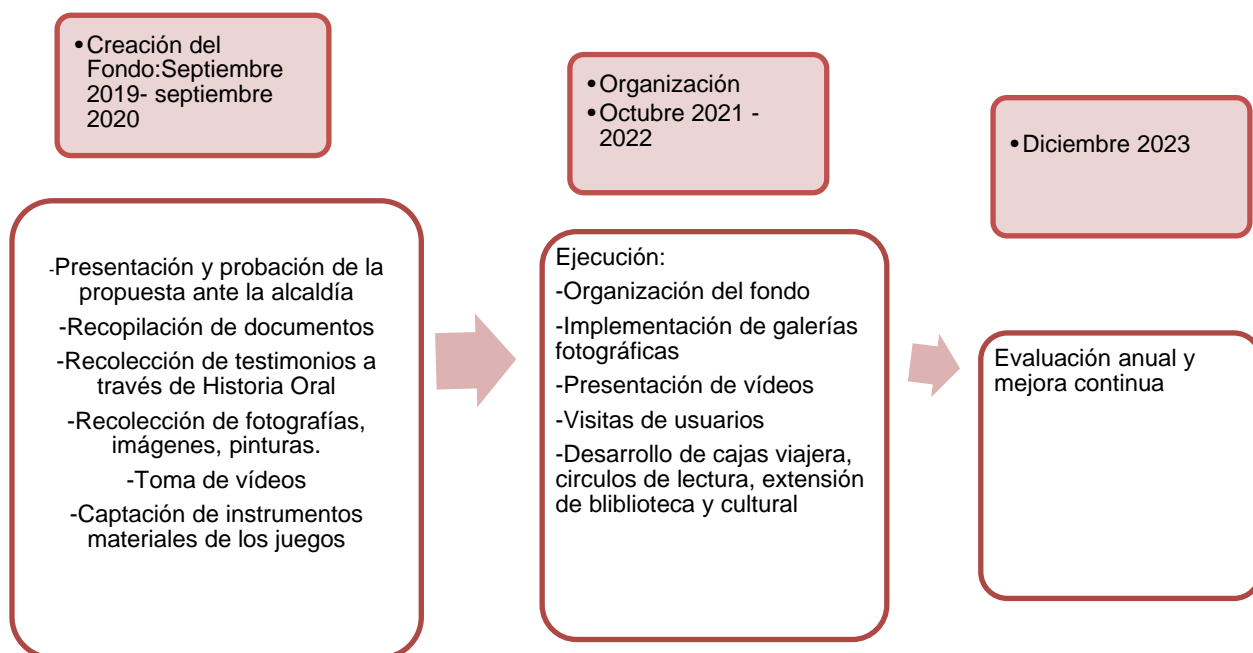 •Creación del
Fondo:Septiembre
2019- septiembre
2020
-Presentación y probación de la
propuesta ante la alcaldía
-Recopilación de documentos
-Recolección de testimonios a
través de Historia Oral
-Recolección de fotografías,
imágenes, pinturas.
-Toma de vídeos
-Captación de instrumentos
materiales de los juegos
•Organización
•Octubre 2021 -
2022
Ejecución:
-Organización del fondo
-Implementación de galerías
fotográficas
-Presentación de vídeos
-Visitas de usuarios
-Desarrollo de cajas viajera,
circulos de lectura, extensión
de bliblioteca y cultural
•Diciembre 2023
Evaluación anual y
mejora continua